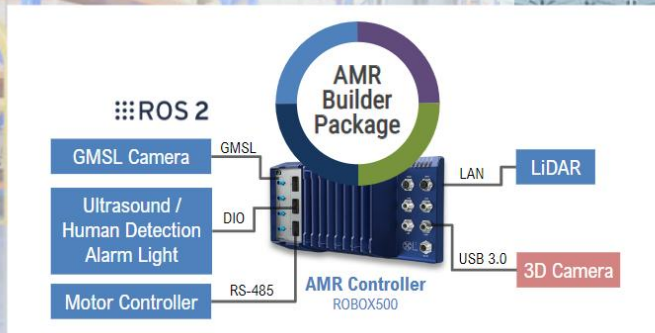 AMR
Builder
Package
ROS 2
GMSL Camera
GMSL
Ultrasound /
Human Detection
Alarm Light
DIO
Motor Controller
RS-485
LAN
LiDAR
USB 3.0
3D Camera
AMR Controller
ROBOX500